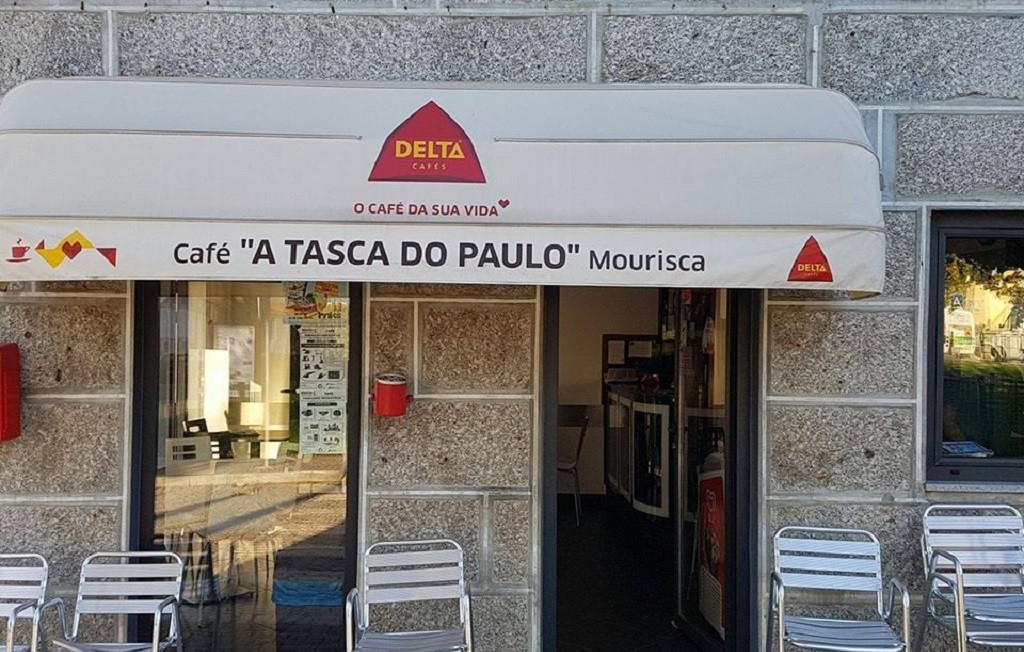 DELTA
CAFÉS
O CAFÉ DA SUA VIDA
Café "A TASCA DO PAULO" Mourisca
DELTA